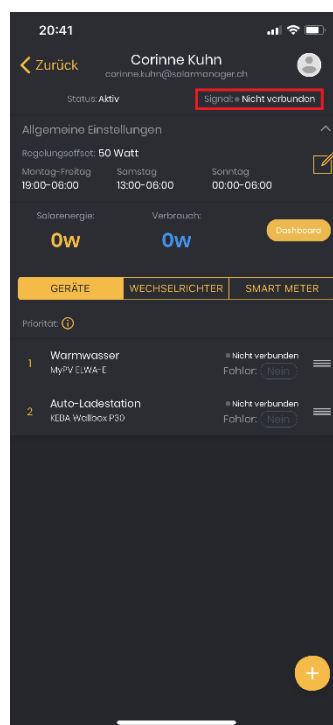 20:41
Zurück
Corinne Kuhn
corinne.kuhn@solarmanager.ch
Status: Aktiv
Signal: Nicht verbunden
Allgemeine Einstellungen
Regelungsoffset: 50 Watt
Montag-Freitag Samstag Sonntag
19:00-06:00 13:00-06:00 00:00-06:00
Solarenergie: Verbrauch:
0w 0w
Dashboard
GERÄTE WECHSELRICHTER SMART METER
Priorität: i
1 Warmwasser Nicht verbunden
MyPV ELWA-E Fehler: Nein
2 Auto-Ladestation Nicht verbunden
KEBA Wallbox P30 Fehler: Nein
+